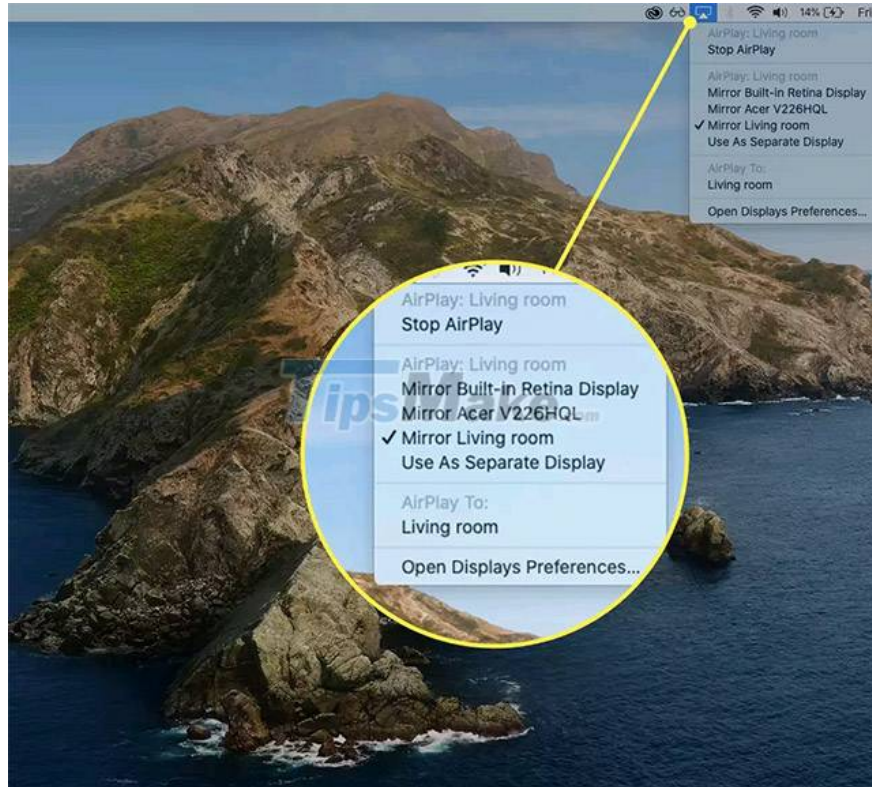 14% Fri
AirPlay: Living room
Stop AirPlay
AirPlay: Living room
Mirror Built-in Retina Display
Mirror Acer V226HQL
Mirror Living room
Use As Separate Display
AirPlay To:
Living room
Open Displays Preferences...
AirPlay: Living room
Stop AirPlay
AirPlay: Living room
Mirror Built-in Retina Display
Mirror Acer V226HQL
Mirror Living room
Use As Separate Display
AirPlay To:
Living room
Open Displays Preferences...
TipsMake.com